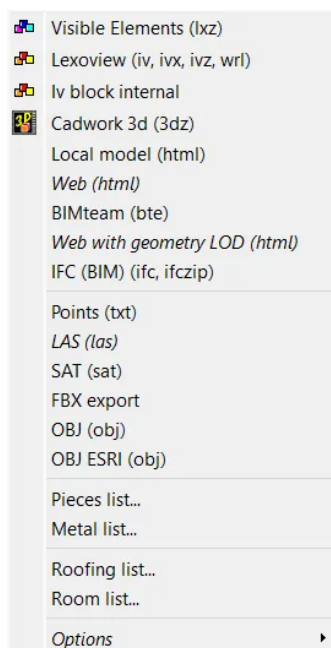 Visible Elements (lxz)
Lexoview (iv, ivx, ivz, wrl)
Iv block internal
Cadwork 3d (3dz)
Local model (html)
Web (html)
BIMteam (bte)
Web with geometry LOD (html)
IFC (BIM) (ifc, ifczip)
Points (txt)
LAS (las)
SAT (sat)
FBX export
OBJ (obj)
OBJ ESRI (obj)
Pieces list...
Metal list...
Roofing list...
Room list...
Options